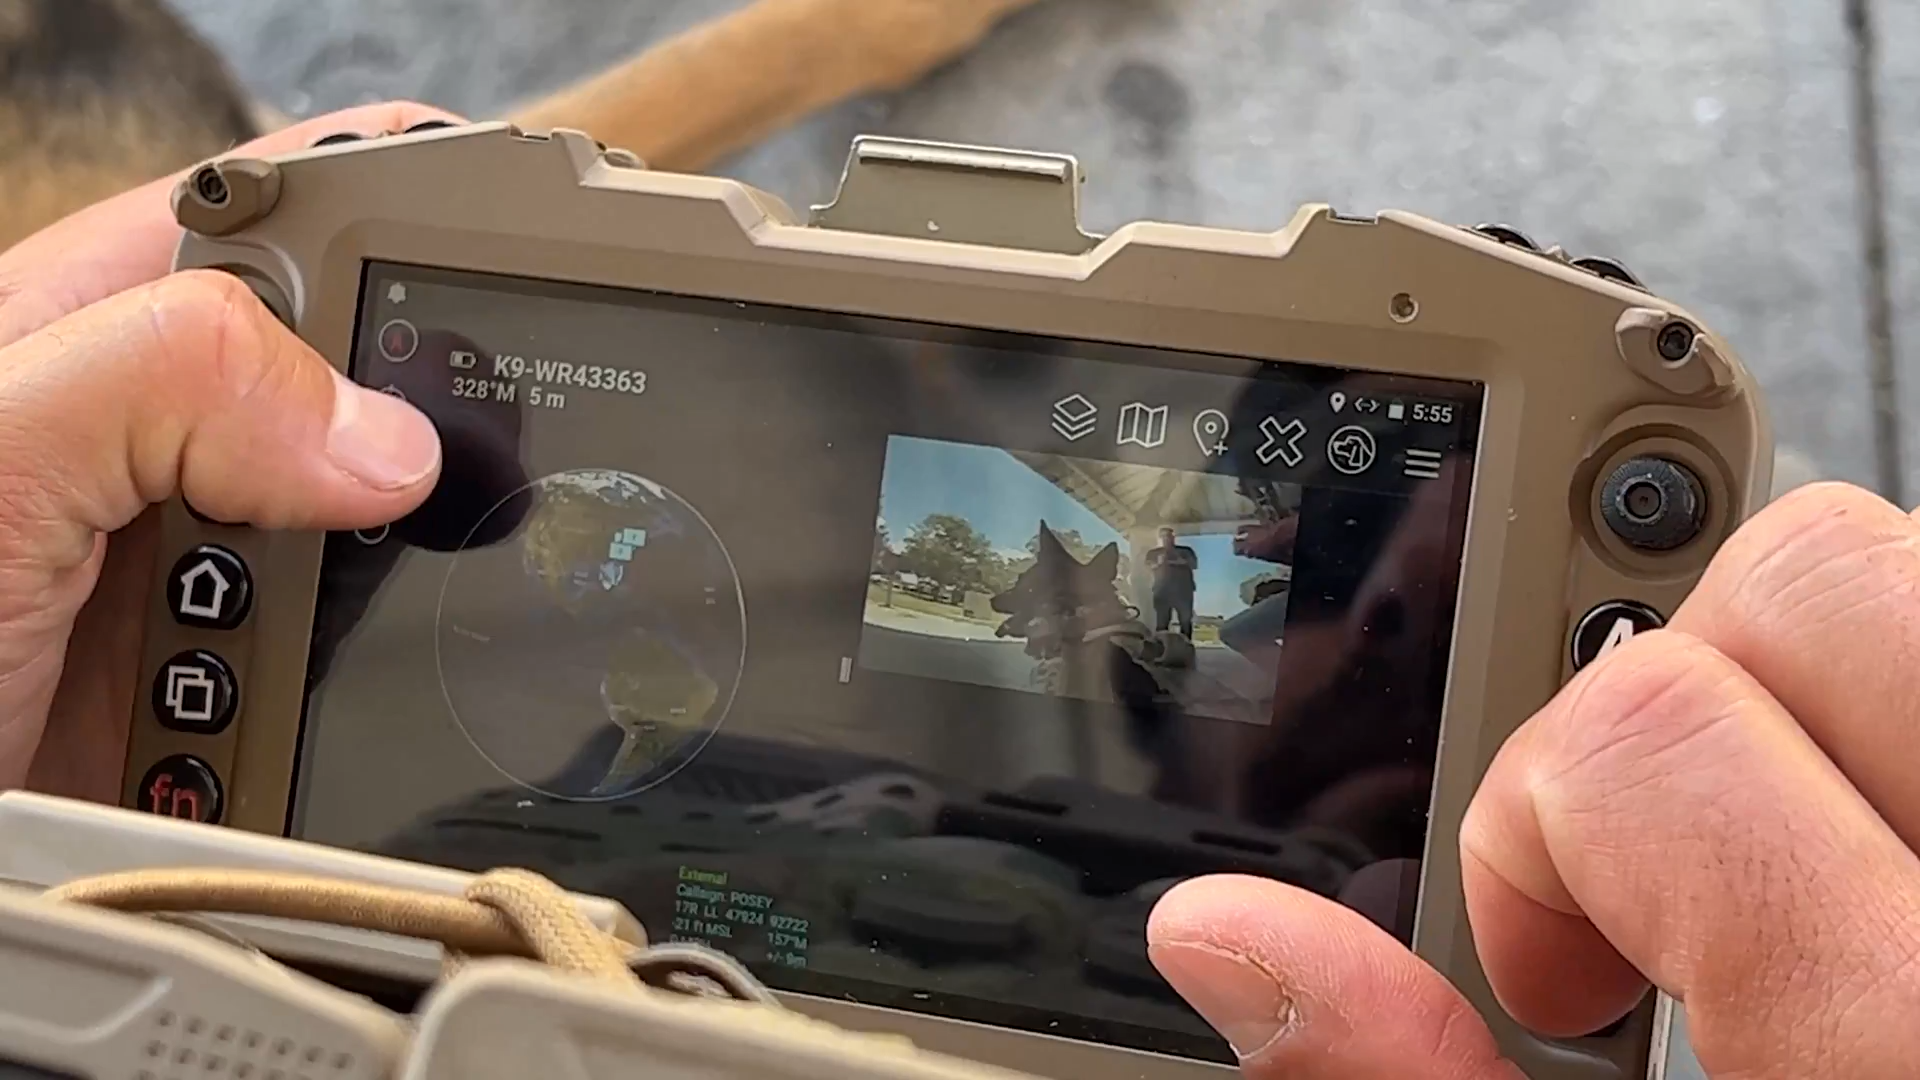 A
K9-WR43363
328°M 5 m
5:55
fn
A
External
Callsign: POSEY
17R LL 47924 92722
-21 ft MSL 157°M
+/- 9m